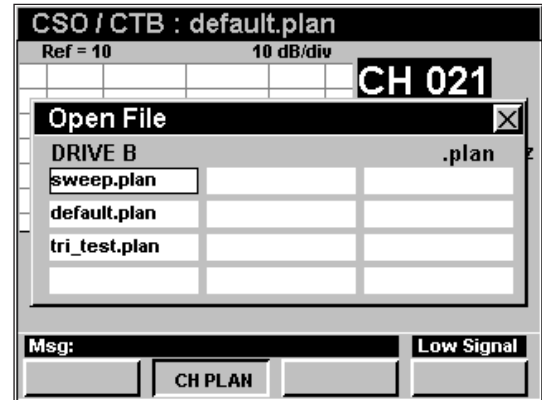 CSO / CTB : default.plan
Ref = 10 10 dB/div
CH 021
Open File
DRIVE B .plan
z
sweep.plan
default.plan
tri_test.plan
Msg: Low Signal
CH PLAN